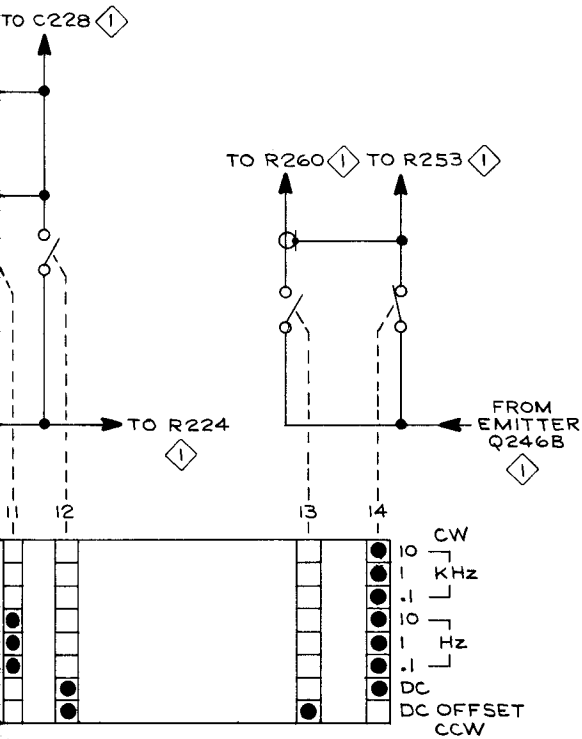 TO C228 1
TO R260 1 TO R253 1
TO R224
1
FROM
EMITTER
Q246B
1
11 12 13 14
CW
10
1 KHz
.1
10
1 Hz
.1
DC
DC OFFSET
CCW